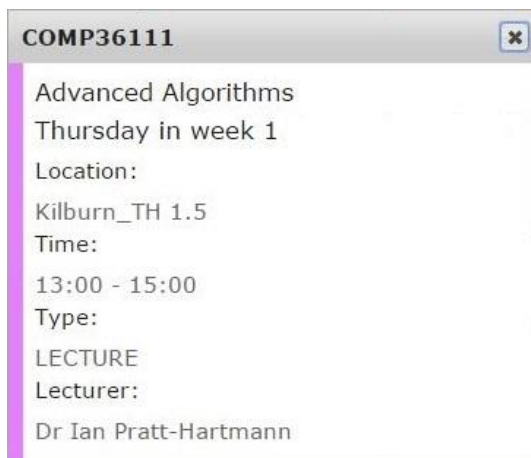 COMP36111
Advanced Algorithms
Thursday in week 1
Location:
Kilburn_TH 1.5
Time:
13:00 - 15:00
Type:
LECTURE
Lecturer:
Dr Ian Pratt-Hartmann